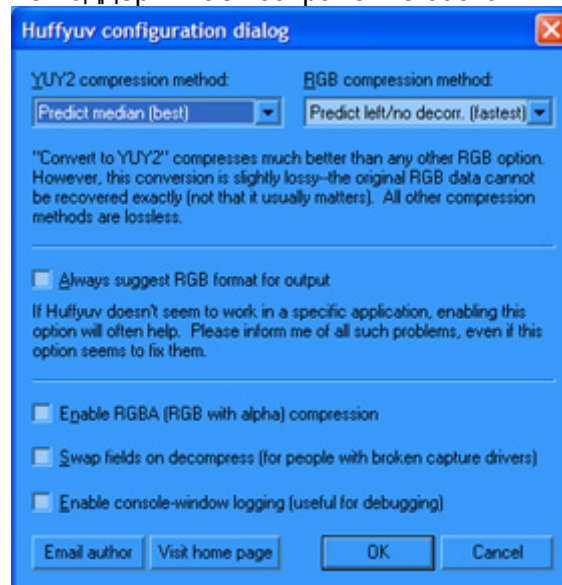 Huffyuv configuration dialog
YUY2 compression method:
RGB compression method:
Predict median (best)
Predict left/no decorr. (fastest)
"Convert to YUY2" compresses much better than any other RGB option.
However, this conversion is slightly lossy--the original RGB data cannot
be recovered exactly (not that it usually matters). All other compression
methods are lossless.
Always suggest RGB format for output
If Huffyuv doesn't seem to work in a specific application, enabling this
option will often help. Please inform me of all such problems, even if this
option seems to fix them.
Enable RGBA (RGB with alpha) compression
Swap fields on decompress (for people with broken capture drivers)
Enable console-window logging (useful for debugging)
Email author
Visit home page
OK
Cancel